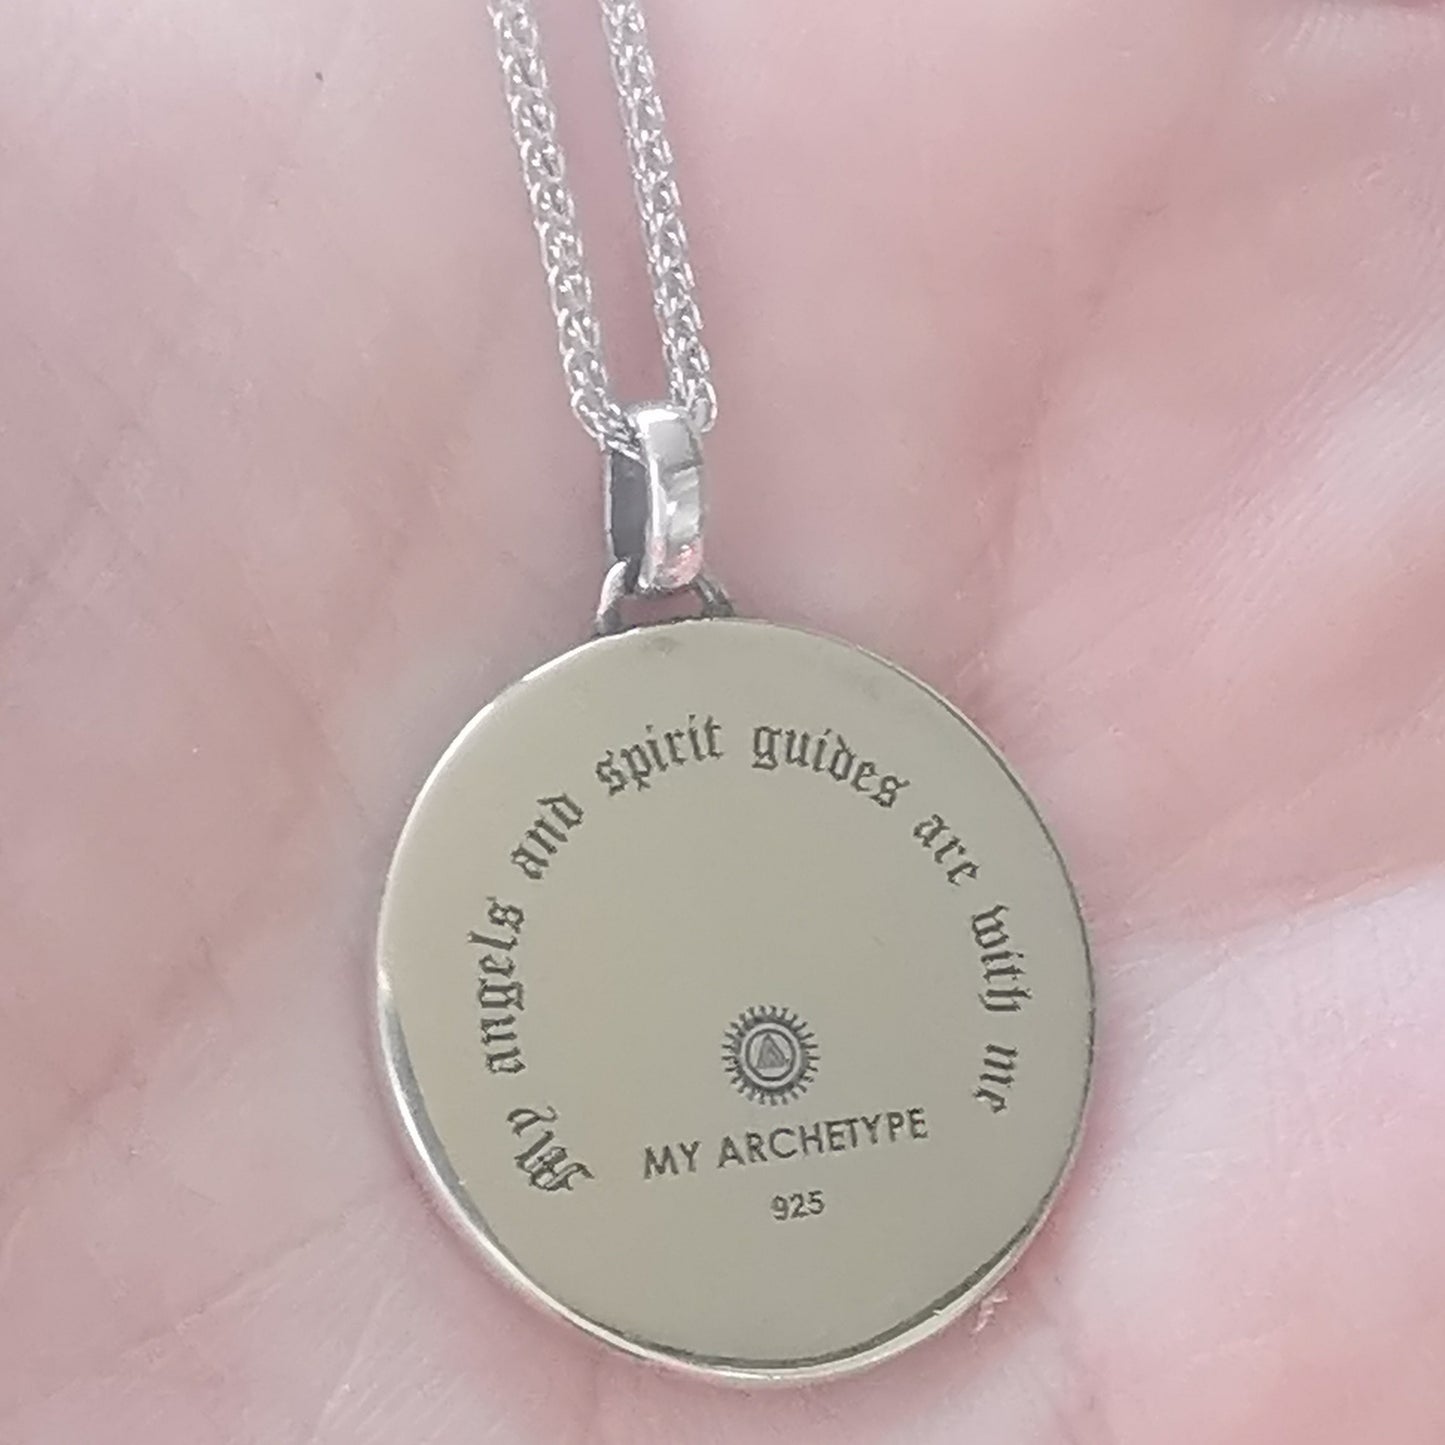 My angels and spirit guides are with me
MY ARCHETYPE
925